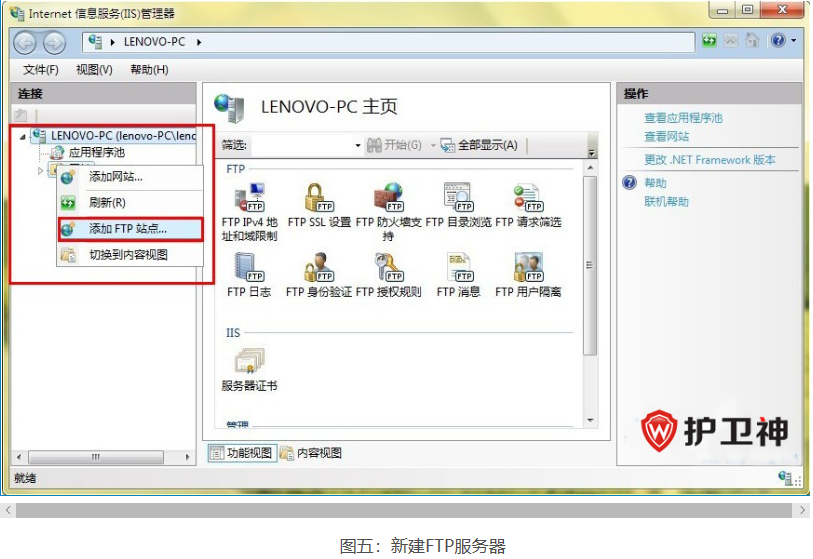 Internet 信息服务(IIS)管理器
LENOVO-PC
文件(F) 视图(V) 帮助(H)
连接
LENOVO-PC (lenovo-PC\lenc
应用程序池
添加网站...
刷新(R)
添加 FTP 站点...
切换到内容视图
LENOVO-PC 主页
筛选: 开始(G) 全部显示(A)
FTP
FTP IPv4 地址和域限制
FTP SSL 设置
FTP 防火墙支持
FTP 目录浏览
FTP 请求筛选
FTP 日志
FTP 身份验证
FTP 授权规则
FTP 消息
FTP 用户隔离
IIS
服务器证书
管理
功能视图 内容视图
操作
查看应用程序池
查看网站
更改 .NET Framework 版本
帮助
联机帮助
护卫神
就绪
图五：新建FTP服务器